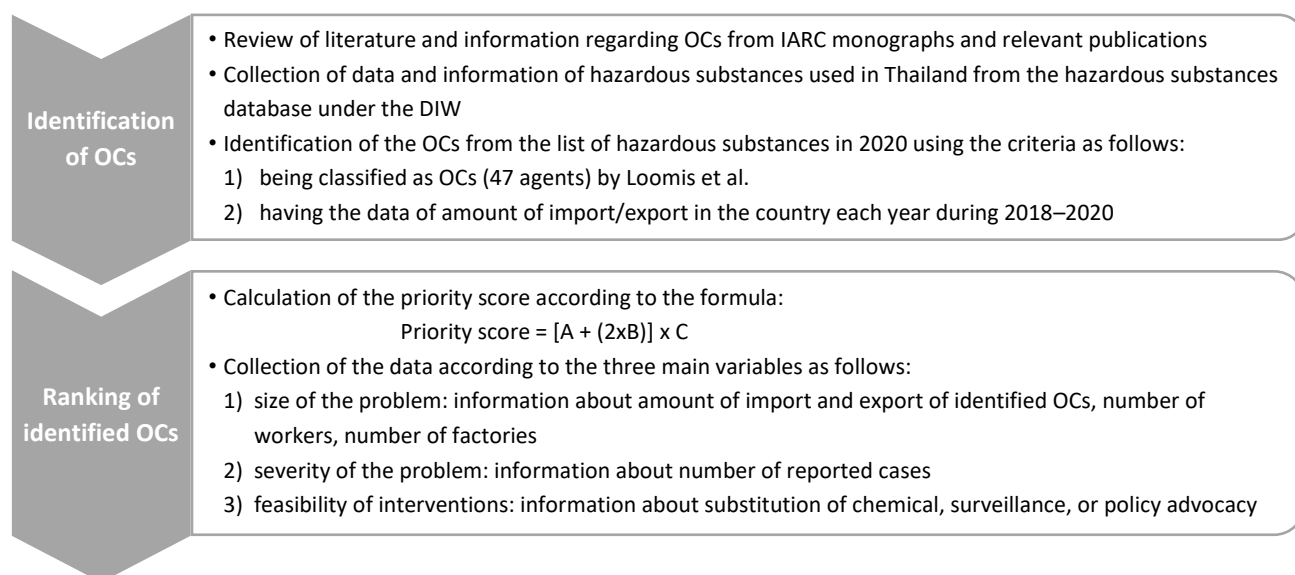 Identification
of OCs
• Review of literature and information regarding OCs from IARC monographs and relevant publications
• Collection of data and information of hazardous substances used in Thailand from the hazardous substances
database under the DIW
• Identification of the OCs from the list of hazardous substances in 2020 using the criteria as follows:
1) being classified as OCs (47 agents) by Loomis et al.
2) having the data of amount of import/export in the country each year during 2018–2020
Ranking of
identified OCs
• Calculation of the priority score according to the formula:
Priority score = [A + (2xB)] x C
• Collection of the data according to the three main variables as follows:
1) size of the problem: information about amount of import and export of identified OCs, number of
workers, number of factories
2) severity of the problem: information about number of reported cases
3) feasibility of interventions: information about substitution of chemical, surveillance, or policy advocacy